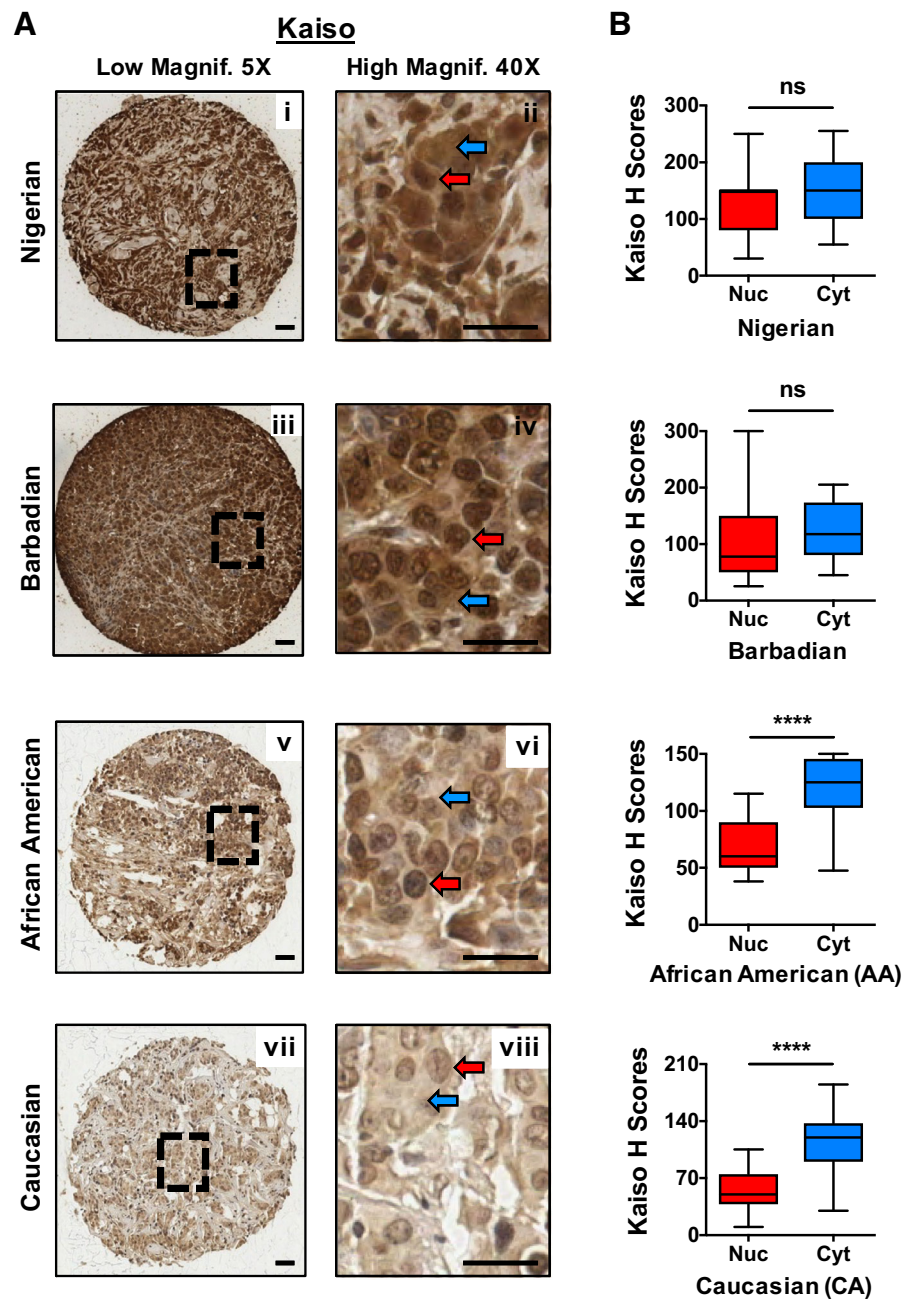 A
Kaiso
Low Magnif. 5X
High Magnif. 40X
Nigerian
i
ii
Barbadian
iii
iv
African American
v
vi
Caucasian
vii
viii
B
Kaiso H Scores
300
200
100
0
ns
Nuc
Cyt
Nigerian
Kaiso H Scores
300
200
100
0
ns
Nuc
Cyt
Barbadian
Kaiso H Scores
150
100
50
0
****
Nuc
Cyt
African American (AA)
Kaiso H Scores
210
140
70
0
****
Nuc
Cyt
Caucasian (CA)